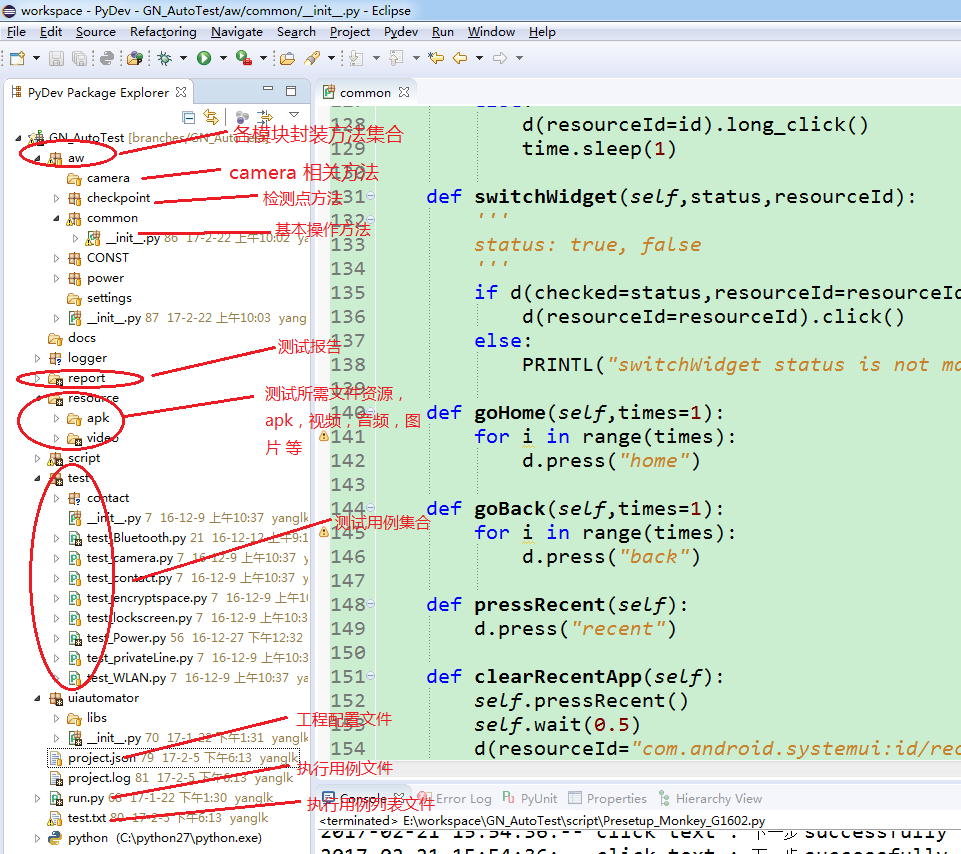 workspace - PyDev - GN_AutoTest/aw/common/__init__.py - Eclipse
File Edit Source Refactoring Navigate Search Project Pydev Run Window Help
PyDev Package Explorer
GN_AutoTest [branches/GN_AutoTest]
各模块封装方法集合
aw
camera
camera 相关方法
checkpoint
检测点方法
common
基本操作方法
__init__.py 86 17-2-22 上午10:02 ya
CONST
power
settings
__init__.py 87 17-2-22 上午10:03 yang
docs
logger
测试报告
report
resource
测试所需文件资源，
apk，视频，音频，图
片 等
apk
video
script
test
contact
__init__.py 7 16-12-9 上午10:37 yanglk
测试用例集合
test_Bluetooth.py 21 16-12-12 上午9:1
test_camera.py 7 16-12-9 上午10:37
test_contact.py 7 16-12-9 上午10:37
test_encryptspace.py 7 16-12-9 上午10
test_lockscreen.py 7 16-12-9 上午10:3
test_Power.py 56 16-12-27 下午12:32
test_privateLine.py 7 16-12-9 上午10:3
test_WLAN.py 7 16-12-9 上午10:37
uiautomator
libs
工程配置文件
__init__.py 70 17-1-22 下午1:31 yanglk
project.json 79 17-2-5 下午6:13 yanglk
执行用例文件
project.log 81 17-2-5 下午6:13 yanglk
run.py 68 17-1-22 下午1:30 yanglk
执行用例列表文件
test.txt 80 17-2-5 下午6:13 yanglk
python (C:\python27\python.exe)
common
127 else:
128 d(resourceId=id).long_click()
129 time.sleep(1)
130
131 def switchWidget(self,status,resourceId):
132 '''
133 status: true, false
134 '''
135 if d(checked=status,resourceId=resourceId
136 d(resourceId=resourceId).click()
137 else:
138 PRINTL("switchWidget status is not ma
139
140 def goHome(self,times=1):
141 for i in range(times):
142 d.press("home")
143
144 def goBack(self,times=1):
145 for i in range(times):
146 d.press("back")
147
148 def pressRecent(self):
149 d.press("recent")
150
151 def clearRecentApp(self):
152 self.pressRecent()
153 self.wait(0.5)
154 d(resourceId="com.android.systemui:id/rec
Console Error Log PyUnit Properties Hierarchy View
<terminated> E:\workspace\GN_AutoTest\script\Presetup_Monkey_G1602.py
2017-02-21 15:54:36:-- click text : 下一步 successfully
2017-02-21 15:54:36:-- click text : 下一步 successfully